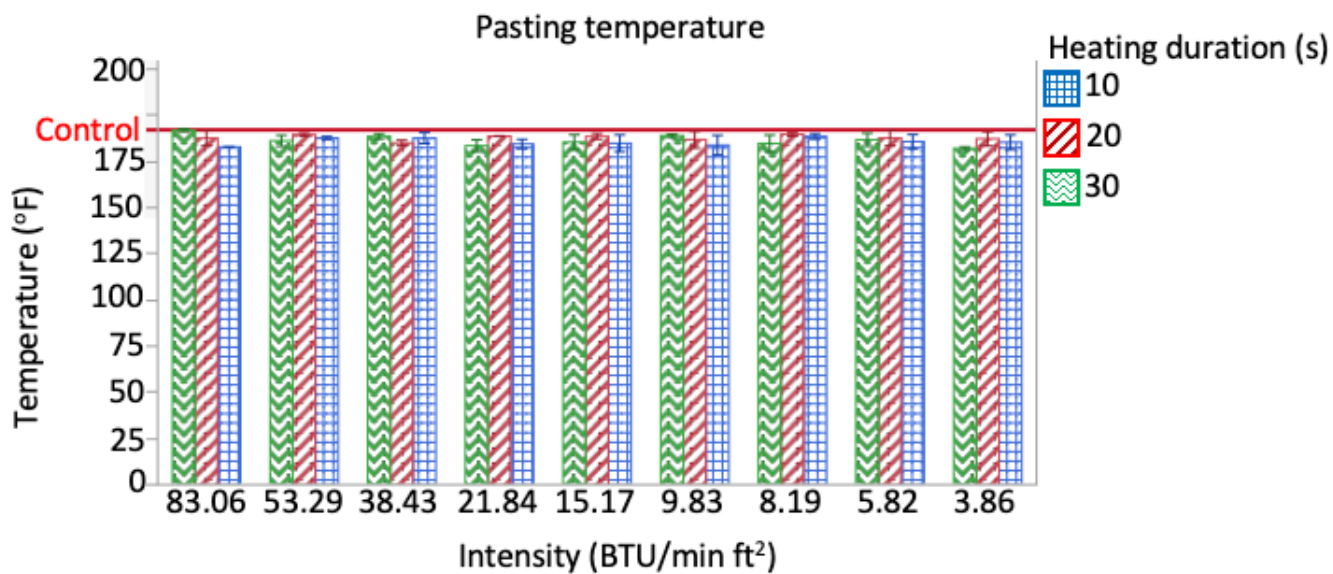 Pasting temperature
Heating duration (s)
10
20
30
Temperature (°F)
200
Control
175
150
125
100
75
50
25
0
83.06 53.29 38.43 21.84 15.17 9.83 8.19 5.82 3.86
Intensity (BTU/min ft²)